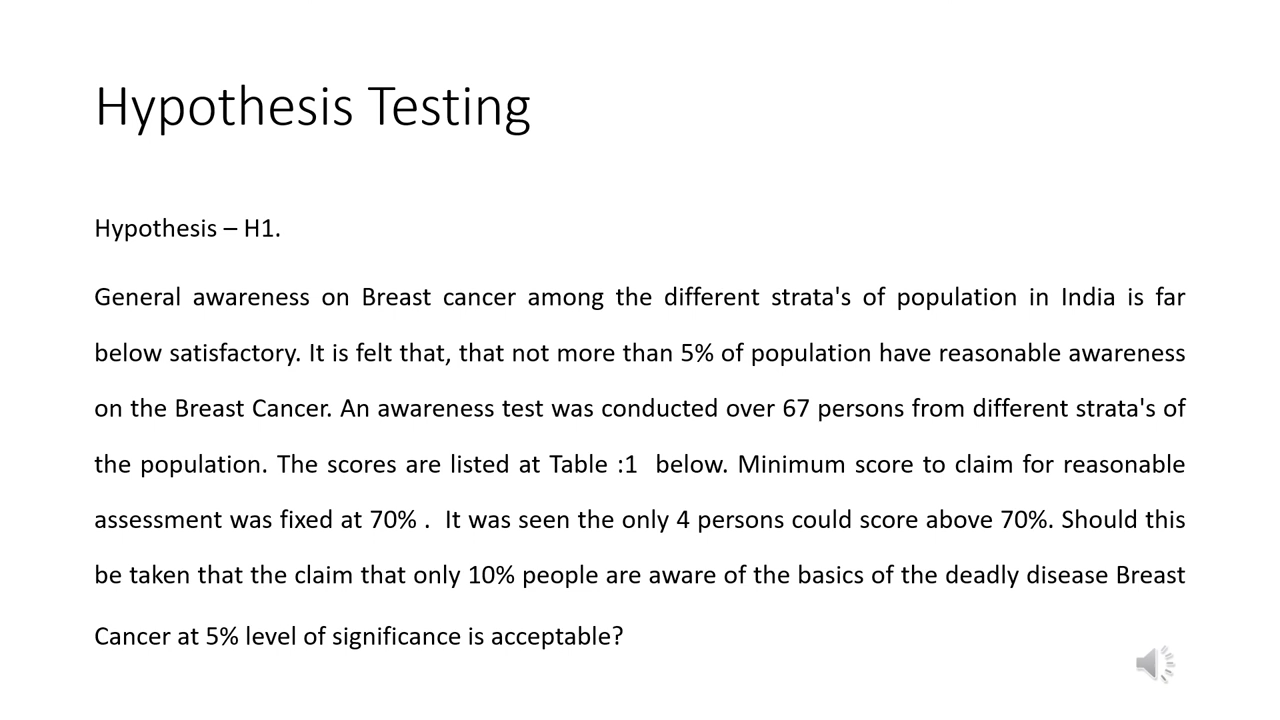 Hypothesis Testing
Hypothesis – H1.
General awareness on Breast cancer among the different strata's of population in India is far
below satisfactory. It is felt that, that not more than 5% of population have reasonable awareness
on the Breast Cancer. An awareness test was conducted over 67 persons from different strata's of
the population. The scores are listed at Table :1  below. Minimum score to claim for reasonable
assessment was fixed at 70% .  It was seen the only 4 persons could score above 70%. Should this
be taken that the claim that only 10% people are aware of the basics of the deadly disease Breast
Cancer at 5% level of significance is acceptable?